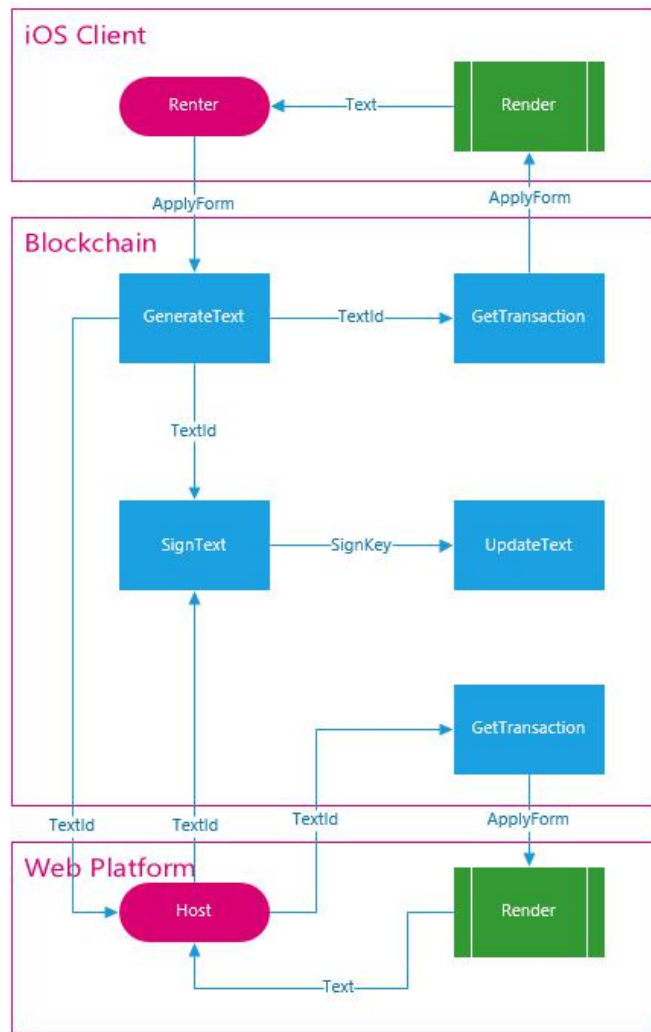 iOS Client
Renter
Text
Render
ApplyForm
ApplyForm
Blockchain
GenerateText
TextId
GetTransaction
TextId
SignText
SignKey
UpdateText
GetTransaction
TextId
TextId
TextId
ApplyForm
Web Platform
Host
Render
Text